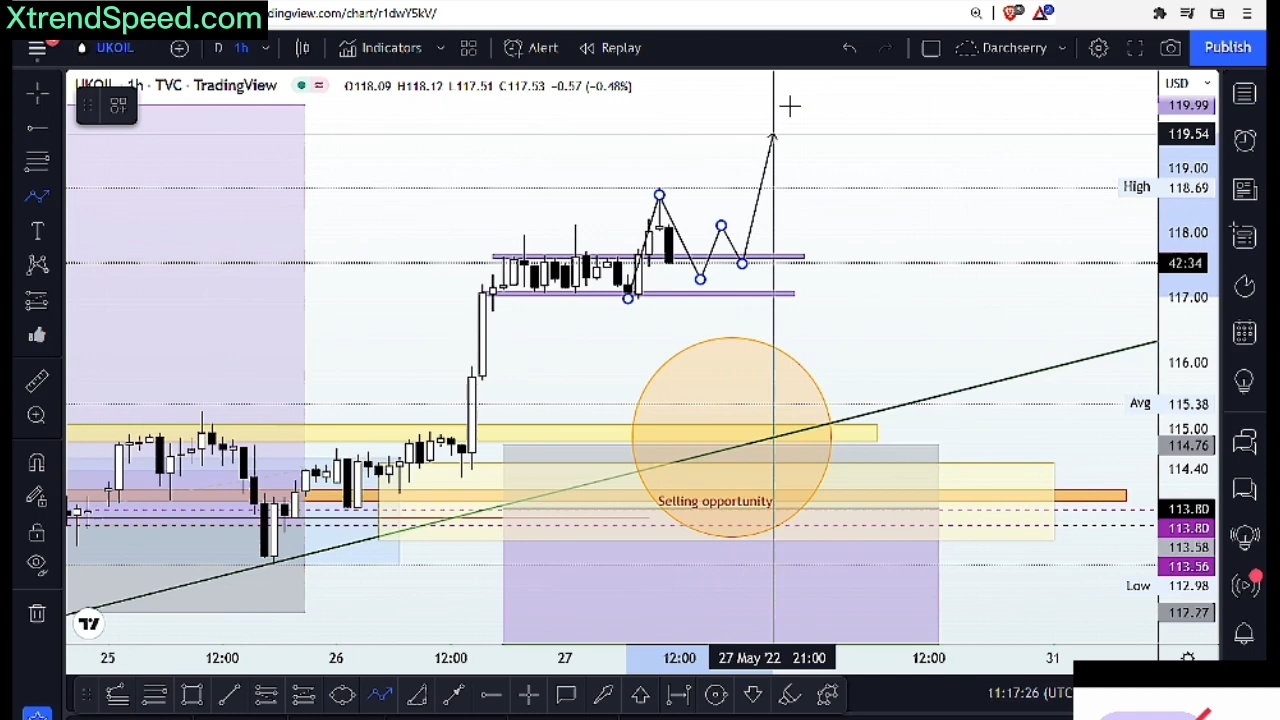 XtrendSpeed.com
dingview.com/chart/r1dwY5kV/
UKOIL D 1h Indicators Alert Replay Darchserry Publish
UKOIL · 1h · TVC · TradingView O118.09 H118.12 L117.51 C117.53 −0.57 (−0.48%)
USD
119.99
119.54
119.00
High 118.69
118.00
42:34
117.00
116.00
Avg 115.38
115.00
114.76
114.40
Selling opportunity
113.80
113.80
113.58
113.56
Low 112.98
112.27
25 12:00 26 12:00 27 12:00 27 May '22 21:00 12:00 31
11:17:26 (UTC